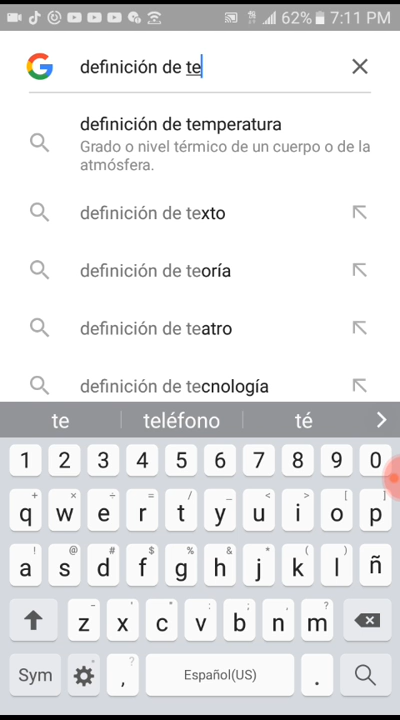 62% 7:11 PM
definición de te
definición de temperatura
Grado o nivel térmico de un cuerpo o de la
atmósfera.
definición de texto
definición de teoría
definición de teatro
definición de tecnología
te teléfono té
1 2 3 4 5 6 7 8 9 0
+ × ÷ = / _ < > [ ]
q w e r t y u i o p
! @ # $ % & * ( )
a s d f g h j k l ñ
- ' " : ; , ?
z x c v b n m
Sym , ? Español(US) .